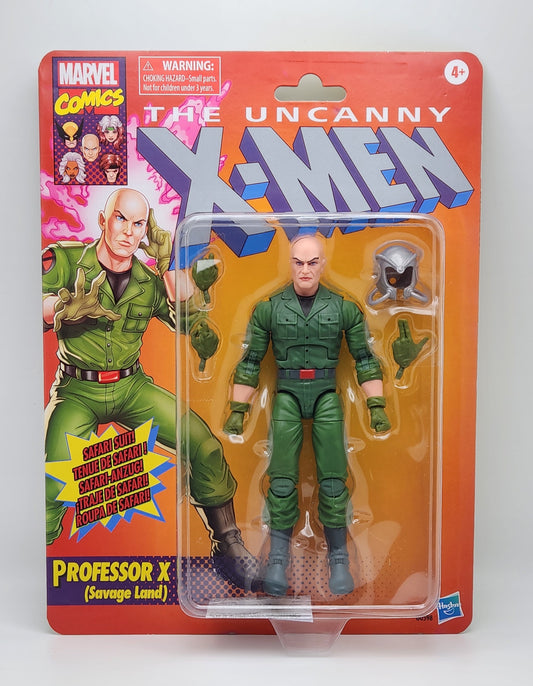 MARVEL
COMICS
WARNING:
CHOKING HAZARD–Small parts.
Not for children under 3 years.
4+
THE UNCANNY
X-MEN
SAFARI SUIT!
TENUE DE SAFARI !
SAFARI-ANZUG!
¡TRAJE DE SAFARI!
ROUPA DE SAFARI!
PROFESSOR X
(Savage Land)
Hasbro